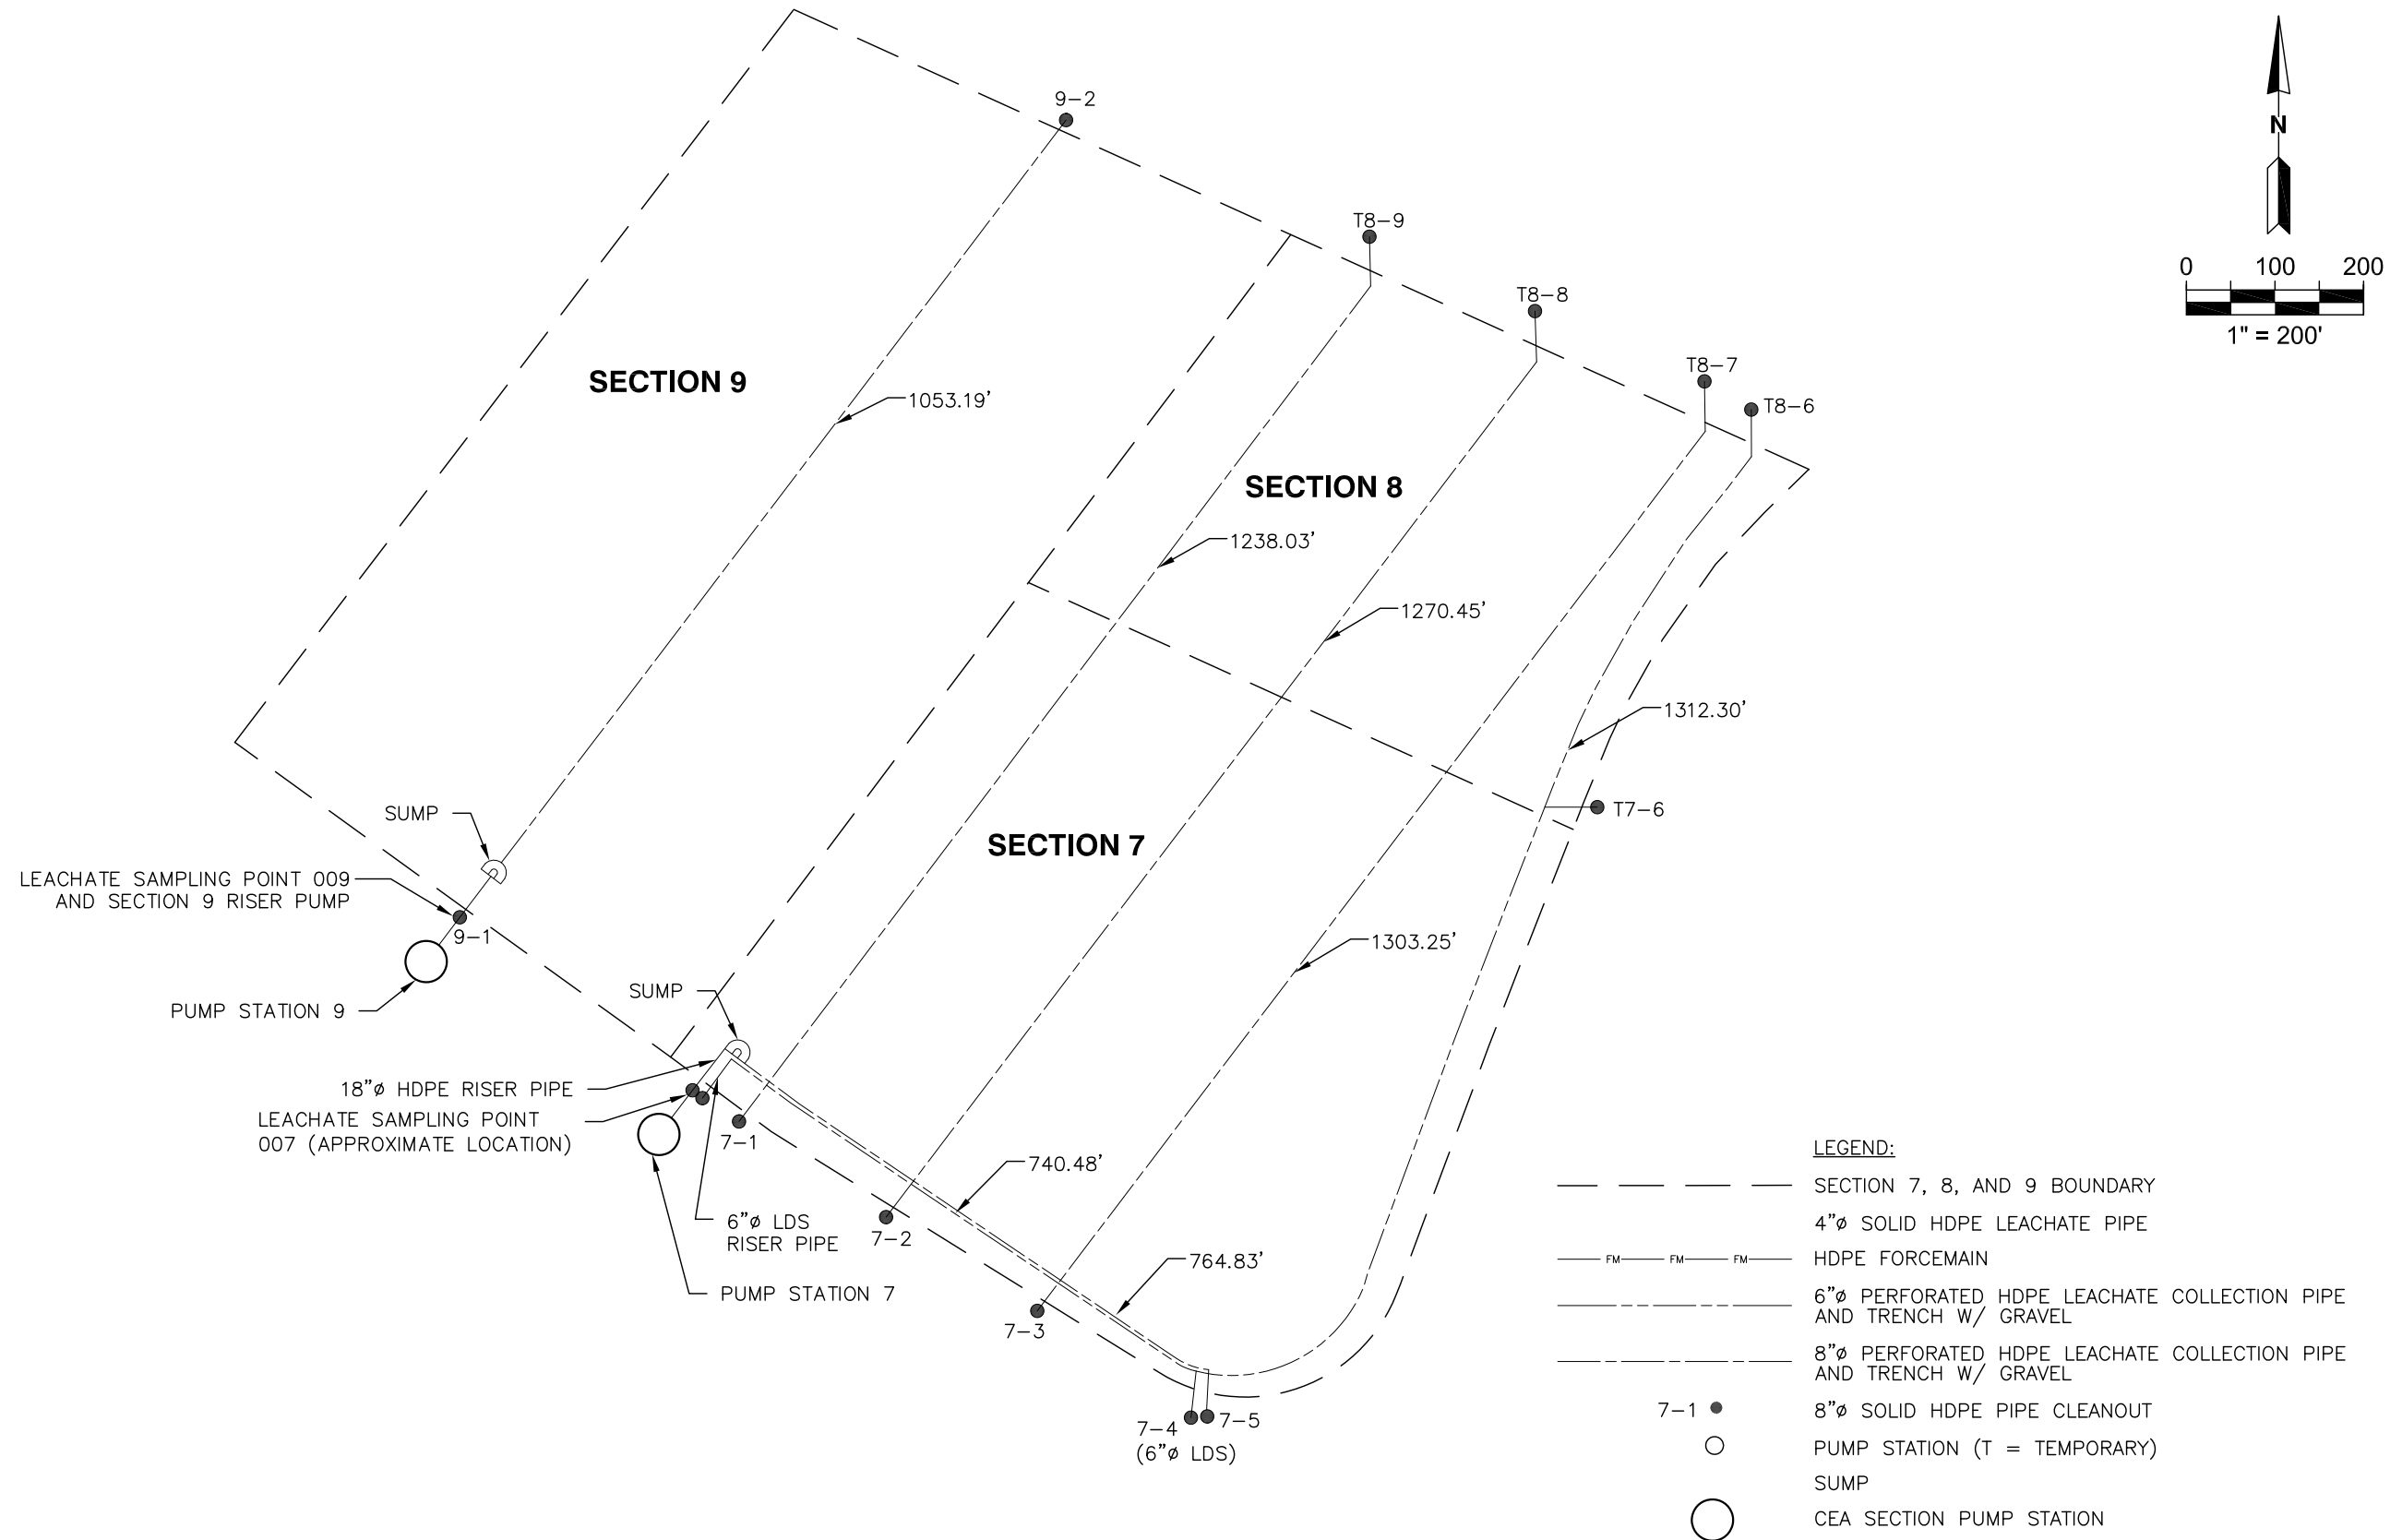 9-2
T8-9
T8-8
T8-7
T8-6
N
0 100 200
1" = 200'
SECTION 9
1053.19'
SECTION 8
1238.03'
1270.45'
1312.30'
T7-6
SECTION 7
SUMP
LEACHATE SAMPLING POINT 009
AND SECTION 9 RISER PUMP
9-1
PUMP STATION 9
1303.25'
SUMP
18"ø HDPE RISER PIPE
LEACHATE SAMPLING POINT
007 (APPROXIMATE LOCATION)
7-1
740.48'
6"ø LDS
RISER PIPE
7-2
PUMP STATION 7
764.83'
7-3
7-4
(6"ø LDS)
7-5
LEGEND:
SECTION 7, 8, AND 9 BOUNDARY
4"ø SOLID HDPE LEACHATE PIPE
FM FM FM HDPE FORCEMAIN
6"ø PERFORATED HDPE LEACHATE COLLECTION PIPE
AND TRENCH W/ GRAVEL
8"ø PERFORATED HDPE LEACHATE COLLECTION PIPE
AND TRENCH W/ GRAVEL
7-1 8"ø SOLID HDPE PIPE CLEANOUT
PUMP STATION (T = TEMPORARY)
SUMP
CEA SECTION PUMP STATION